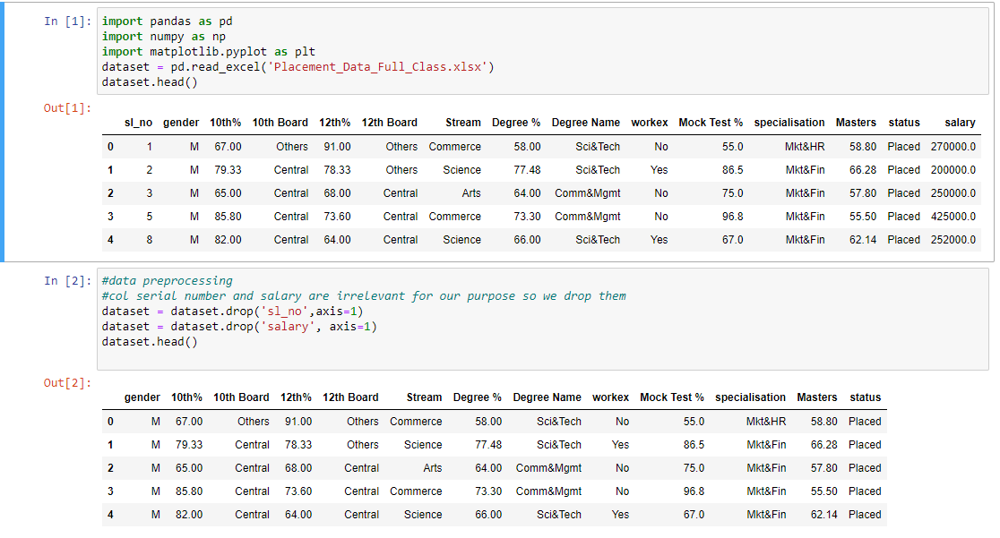 In [1]: import pandas as pd
import numpy as np
import matplotlib.pyplot as plt
dataset = pd.read_excel('Placement_Data_Full_Class.xlsx')
dataset.head()
Out[1]:
sl_no gender 10th% 10th Board 12th% 12th Board Stream Degree % Degree Name workex Mock Test % specialisation Masters status salary
0 1 M 67.00 Others 91.00 Others Commerce 58.00 Sci&Tech No 55.0 Mkt&HR 58.80 Placed 270000.0
1 2 M 79.33 Central 78.33 Others Science 77.48 Sci&Tech Yes 86.5 Mkt&Fin 66.28 Placed 200000.0
2 3 M 65.00 Central 68.00 Central Arts 64.00 Comm&Mgmt No 75.0 Mkt&Fin 57.80 Placed 250000.0
3 5 M 85.80 Central 73.60 Central Commerce 73.30 Comm&Mgmt No 96.8 Mkt&Fin 55.50 Placed 425000.0
4 8 M 82.00 Central 64.00 Central Science 66.00 Sci&Tech Yes 67.0 Mkt&Fin 62.14 Placed 252000.0
In [2]: #data preprocessing
#col serial number and salary are irrelevant for our purpose so we drop them
dataset = dataset.drop('sl_no',axis=1)
dataset = dataset.drop('salary', axis=1)
dataset.head()
Out[2]:
gender 10th% 10th Board 12th% 12th Board Stream Degree % Degree Name workex Mock Test % specialisation Masters status
0 M 67.00 Others 91.00 Others Commerce 58.00 Sci&Tech No 55.0 Mkt&HR 58.80 Placed
1 M 79.33 Central 78.33 Others Science 77.48 Sci&Tech Yes 86.5 Mkt&Fin 66.28 Placed
2 M 65.00 Central 68.00 Central Arts 64.00 Comm&Mgmt No 75.0 Mkt&Fin 57.80 Placed
3 M 85.80 Central 73.60 Central Commerce 73.30 Comm&Mgmt No 96.8 Mkt&Fin 55.50 Placed
4 M 82.00 Central 64.00 Central Science 66.00 Sci&Tech Yes 67.0 Mkt&Fin 62.14 Placed